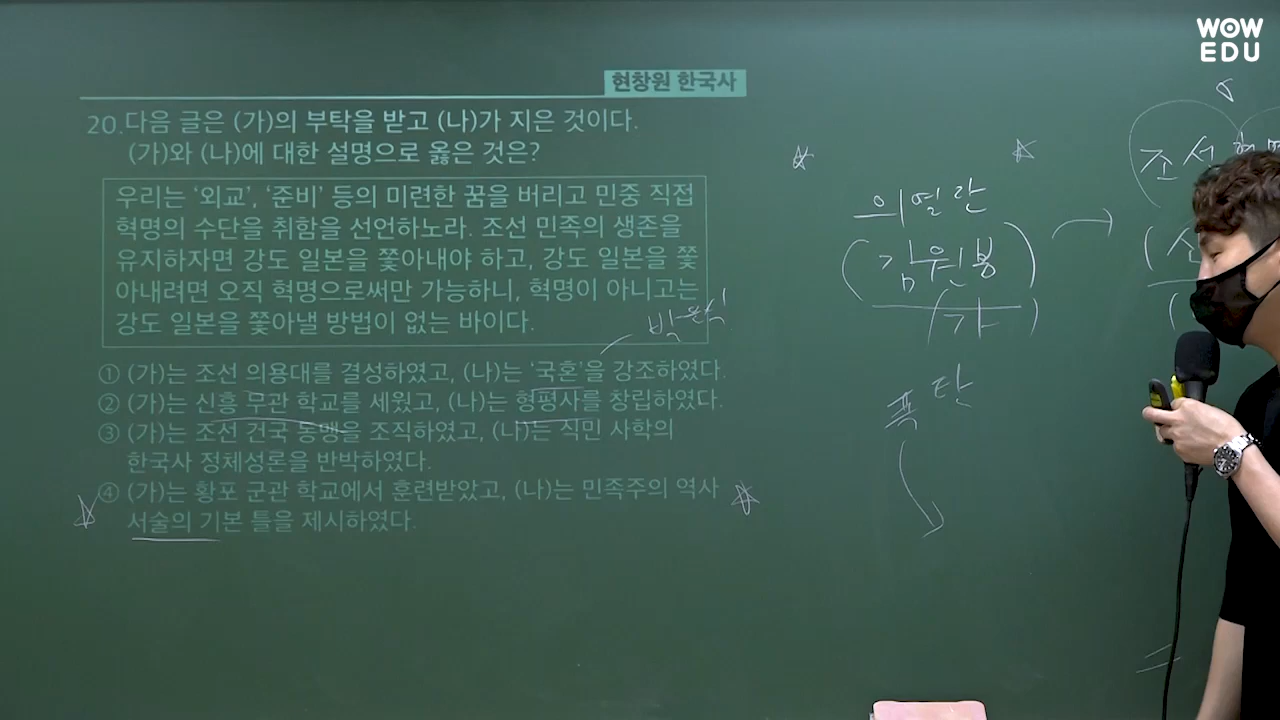 WOW
EDU
현창원 한국사
20.다음 글은 (가)의 부탁을 받고 (나)가 지은 것이다.
(가)와 (나)에 대한 설명으로 옳은 것은?
우리는 ‘외교’, ‘준비’ 등의 미련한 꿈을 버리고 민중 직접
혁명의 수단을 취함을 선언하노라. 조선 민족의 생존을
유지하자면 강도 일본을 쫓아내야 하고, 강도 일본을 쫓
아내려면 오직 혁명으로써만 가능하니, 혁명이 아니고는
강도 일본을 쫓아낼 방법이 없는 바이다.
박은식
① (가)는 조선 의용대를 결성하였고, (나)는 ‘국혼’을 강조하였다.
② (가)는 신흥 무관 학교를 세웠고, (나)는 형평사를 창립하였다.
③ (가)는 조선 건국 동맹을 조직하였고, (나)는 식민 사학의
한국사 정체성론을 반박하였다.
④ (가)는 황포 군관 학교에서 훈련받았고, (나)는 민족주의 역사
서술의 기본 틀을 제시하였다.
의열단
(김원봉)
(가)
폭탄
조선혁명